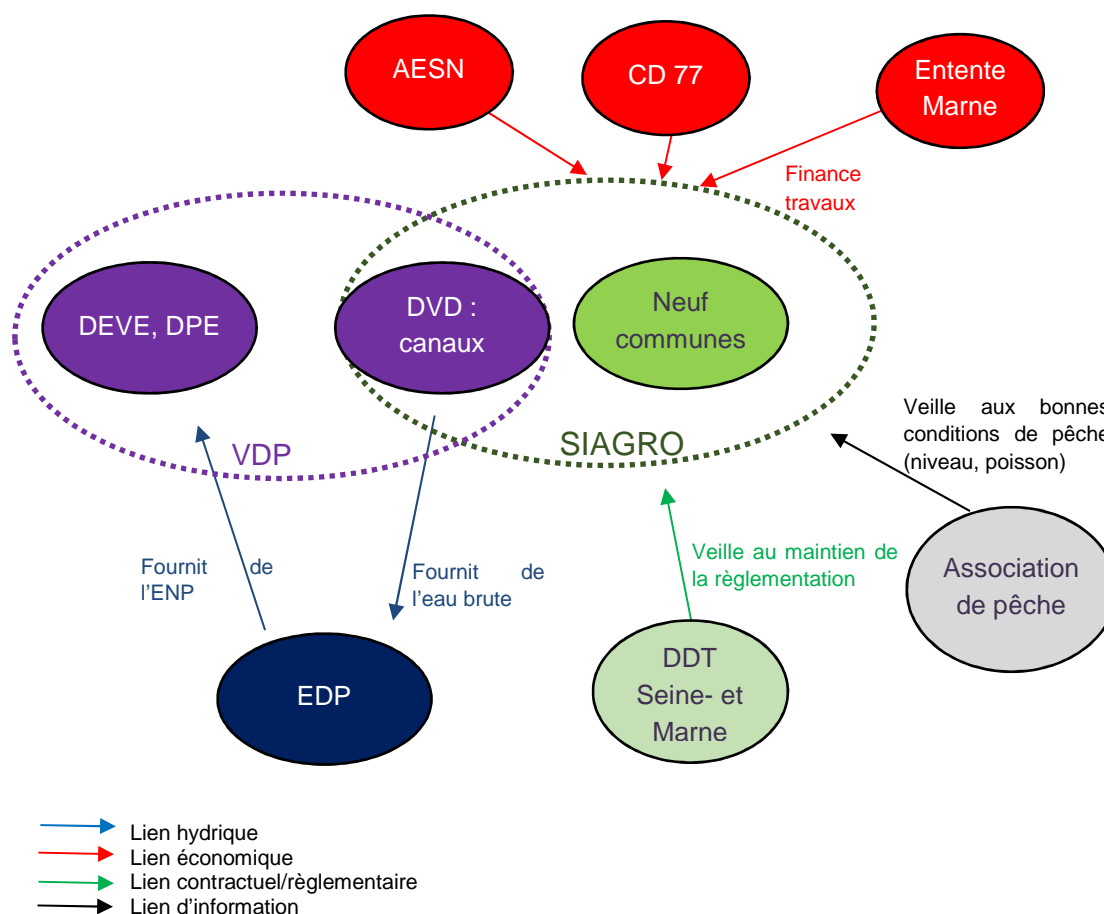 AESN
CD 77
Entente
Marne
Finance
travaux
DEVE, DPE
DVD :
canaux
Neuf
communes
VDP
SIAGRO
Veille aux bonnes
conditions de pêche
(niveau, poisson)
Fournit de
l'ENP
Fournit de
l'eau brute
Veille au maintien de
la règlementation
Association
de pêche
EDP
DDT
Seine- et
Marne
Lien hydrique
Lien économique
Lien contractuel/règlementaire
Lien d'information